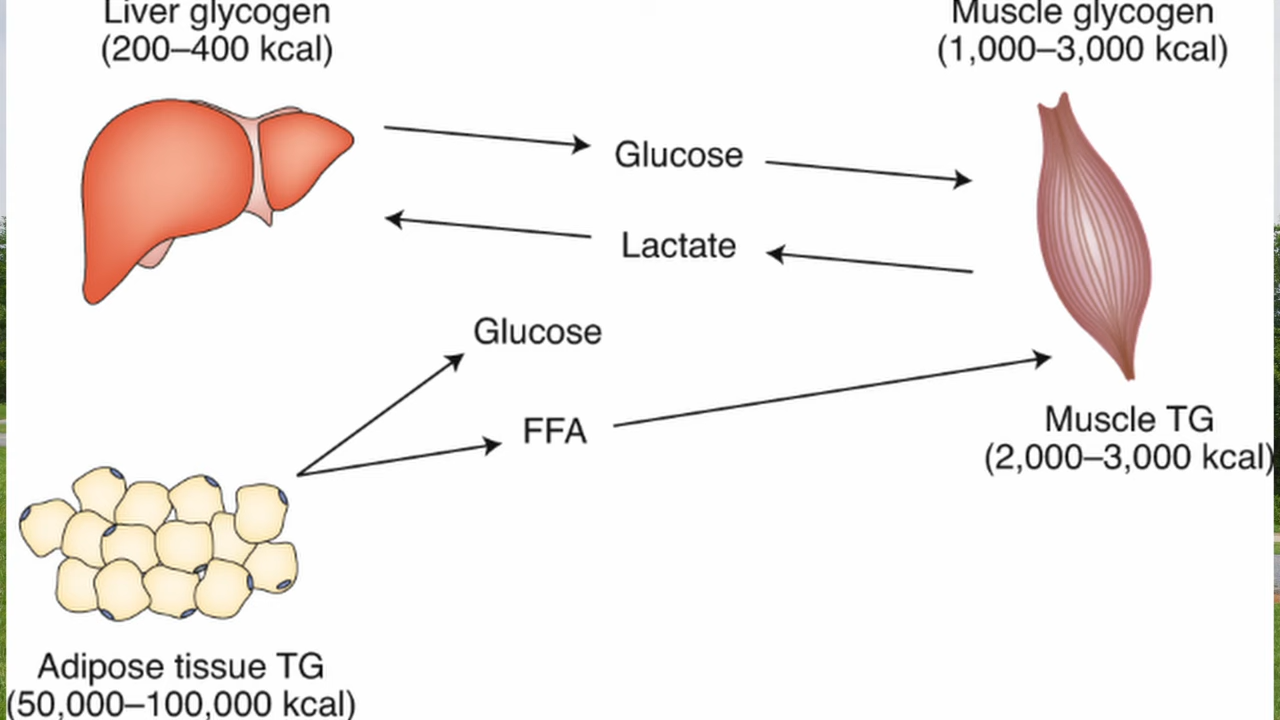 Liver glycogen
(200–400 kcal)
Muscle glycogen
(1,000–3,000 kcal)
Glucose
Lactate
Glucose
FFA
Muscle TG
(2,000–3,000 kcal)
Adipose tissue TG
(50,000–100,000 kcal)